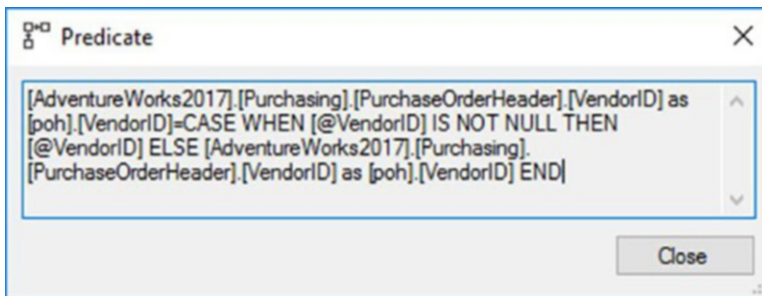 Predicate
[AdventureWorks2017].[Purchasing].[PurchaseOrderHeader].[VendorID] as
[poh].[VendorID]=CASE WHEN [@VendorID] IS NOT NULL THEN
[@VendorID] ELSE [AdventureWorks2017].[Purchasing].
[PurchaseOrderHeader].[VendorID] as [poh].[VendorID] END
Close